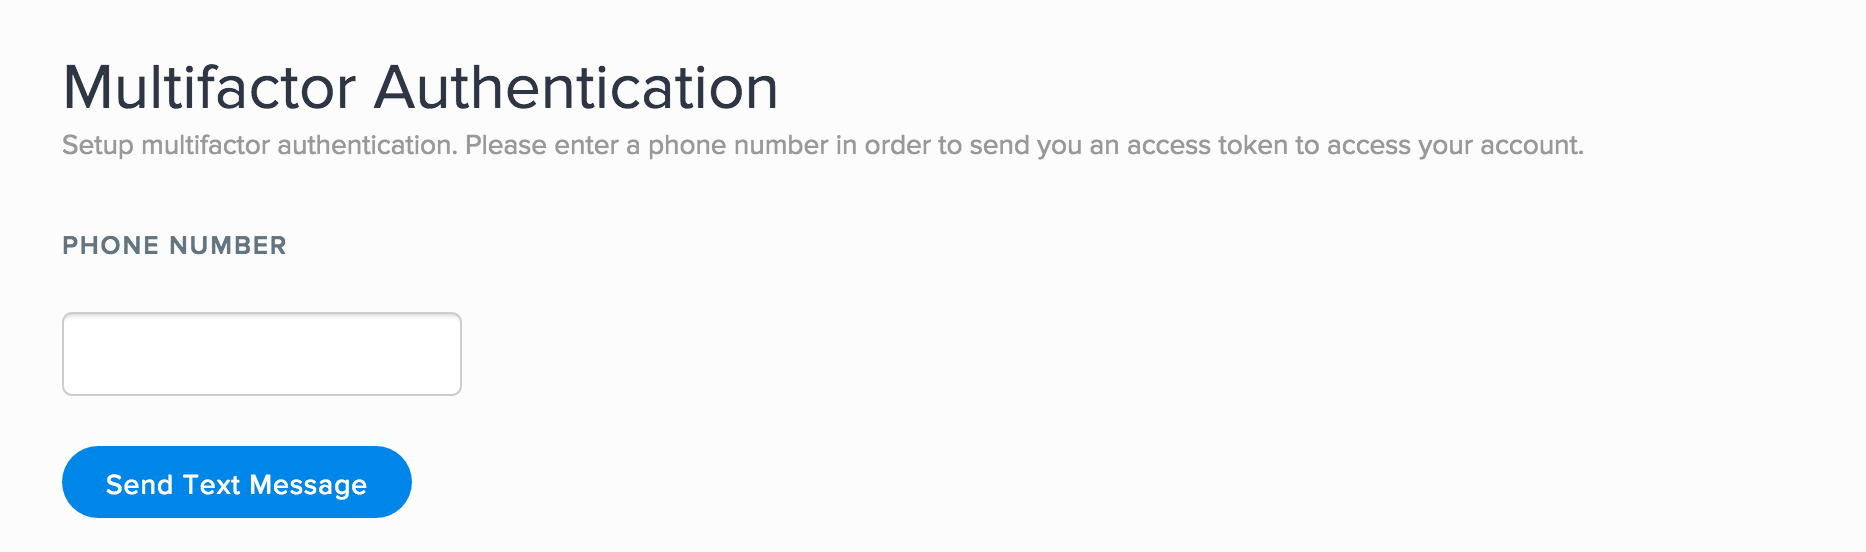 Multifactor Authentication
Setup multifactor authentication. Please enter a phone number in order to send you an access token to access your account.
PHONE NUMBER
Send Text Message